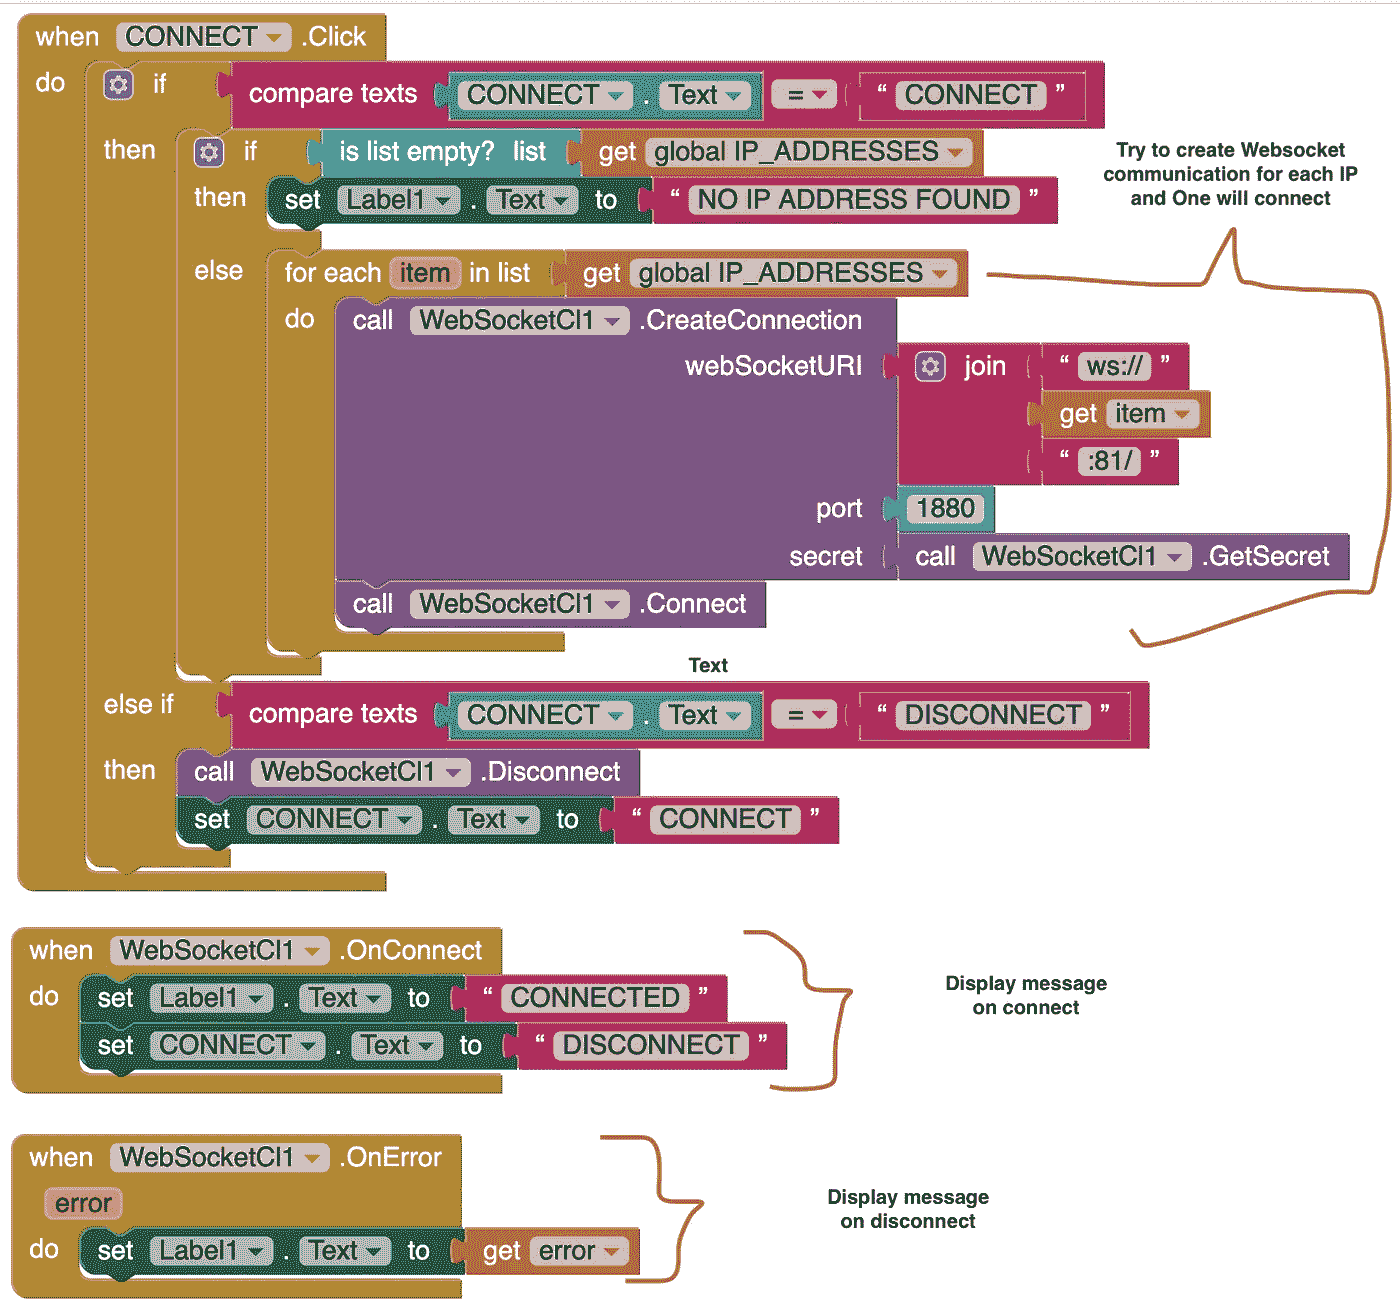 when CONNECT .Click
do if compare texts CONNECT . Text = “ CONNECT ”
then if is list empty? list get global IP_ADDRESSES
then set Label1 . Text to “ NO IP ADDRESS FOUND ”
else for each item in list get global IP_ADDRESSES
do call WebSocketCl1 .CreateConnection
webSocketURI join “ ws:// ”
get item
“ :81/ ”
port 1880
secret call WebSocketCl1 .GetSecret
call WebSocketCl1 .Connect
Try to create Websocket
communication for each IP
and One will connect
Text
else if compare texts CONNECT . Text = “ DISCONNECT ”
then call WebSocketCl1 .Disconnect
set CONNECT . Text to “ CONNECT ”
when WebSocketCl1 .OnConnect
do set Label1 . Text to “ CONNECTED ”
set CONNECT . Text to “ DISCONNECT ”
Display message
on connect
when WebSocketCl1 .OnError
error
do set Label1 . Text to get error
Display message
on disconnect